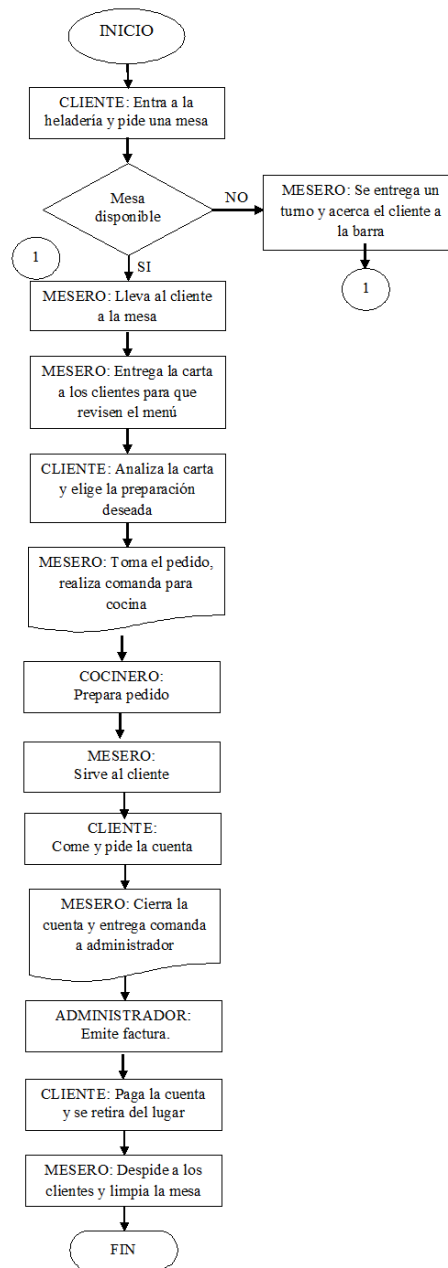 INICIO
CLIENTE: Entra a la
heladería y pide una mesa
Mesa
disponible
NO
MESERO: Se entrega un
turno y acerca el cliente a
la barra
1
1
SI
MESERO: Lleva al cliente
a la mesa
MESERO: Entrega la carta
a los clientes para que
revisen el menú
CLIENTE: Analiza la carta
y elige la preparación
deseada
MESERO: Toma el pedido,
realiza comanda para
cocina
COCINERO:
Prepara pedido
MESERO:
Sirve al cliente
CLIENTE:
Come y pide la cuenta
MESERO: Cierra la
cuenta y entrega comanda
a administrador
ADMINISTRADOR:
Emite factura.
CLIENTE: Paga la cuenta
y se retira del lugar
MESERO: Despide a los
clientes y limpia la mesa
FIN